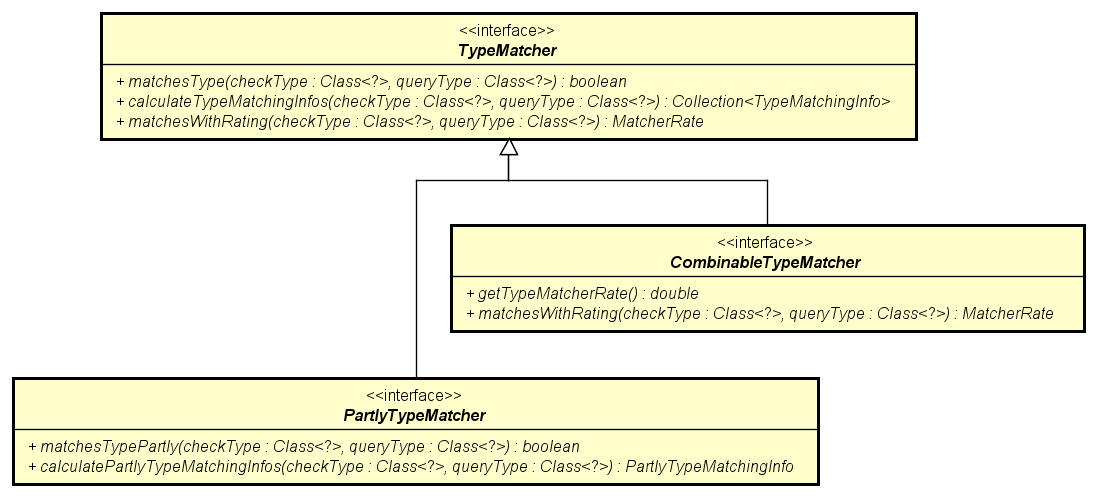 <<interface>>
TypeMatcher
+ matchesType(checkType : Class<?>, queryType : Class<?>) : boolean
+ calculateTypeMatchingInfos(checkType : Class<?>, queryType : Class<?>) : Collection<TypeMatchingInfo>
+ matchesWithRating(checkType : Class<?>, queryType : Class<?>) : MatcherRate
<<interface>>
CombinableTypeMatcher
+ getTypeMatcherRate() : double
+ matchesWithRating(checkType : Class<?>, queryType : Class<?>) : MatcherRate
<<interface>>
PartlyTypeMatcher
+ matchesTypePartly(checkType : Class<?>, queryType : Class<?>) : boolean
+ calculatePartlyTypeMatchingInfos(checkType : Class<?>, queryType : Class<?>) : PartlyTypeMatchingInfo